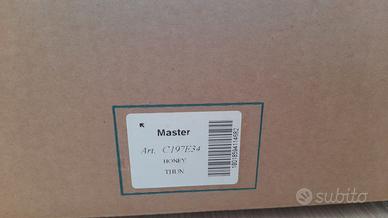 Master
Art. C197E34
HONEY
THUN
subito